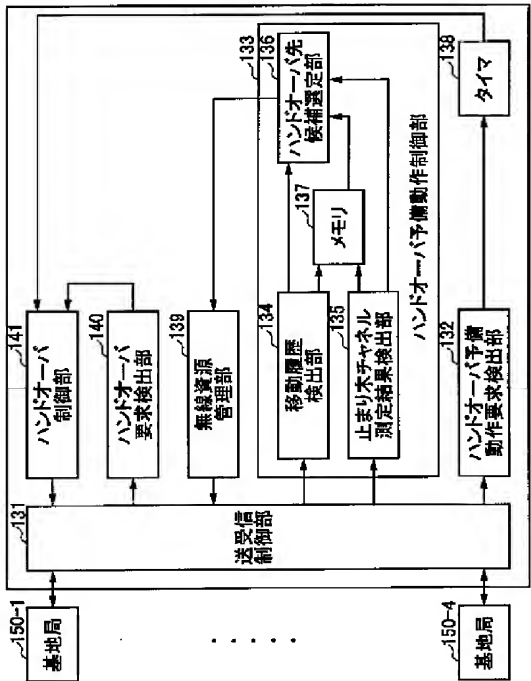 150-1
基地局
・・・・・
150-4
基地局
131
送受信
制御部
141
ハンドオーバ
制御部
140
ハンドオーバ
要求検出部
139
無線資源
管理部
133
136
ハンドオーバ先
候補選定部
137
メモリ
134
移動履歴
検出部
135
止まり木チャネル
測定結果検出部
ハンドオーバ予備動作制御部
132
ハンドオーバ予備
動作要求検出部
138
タイマ